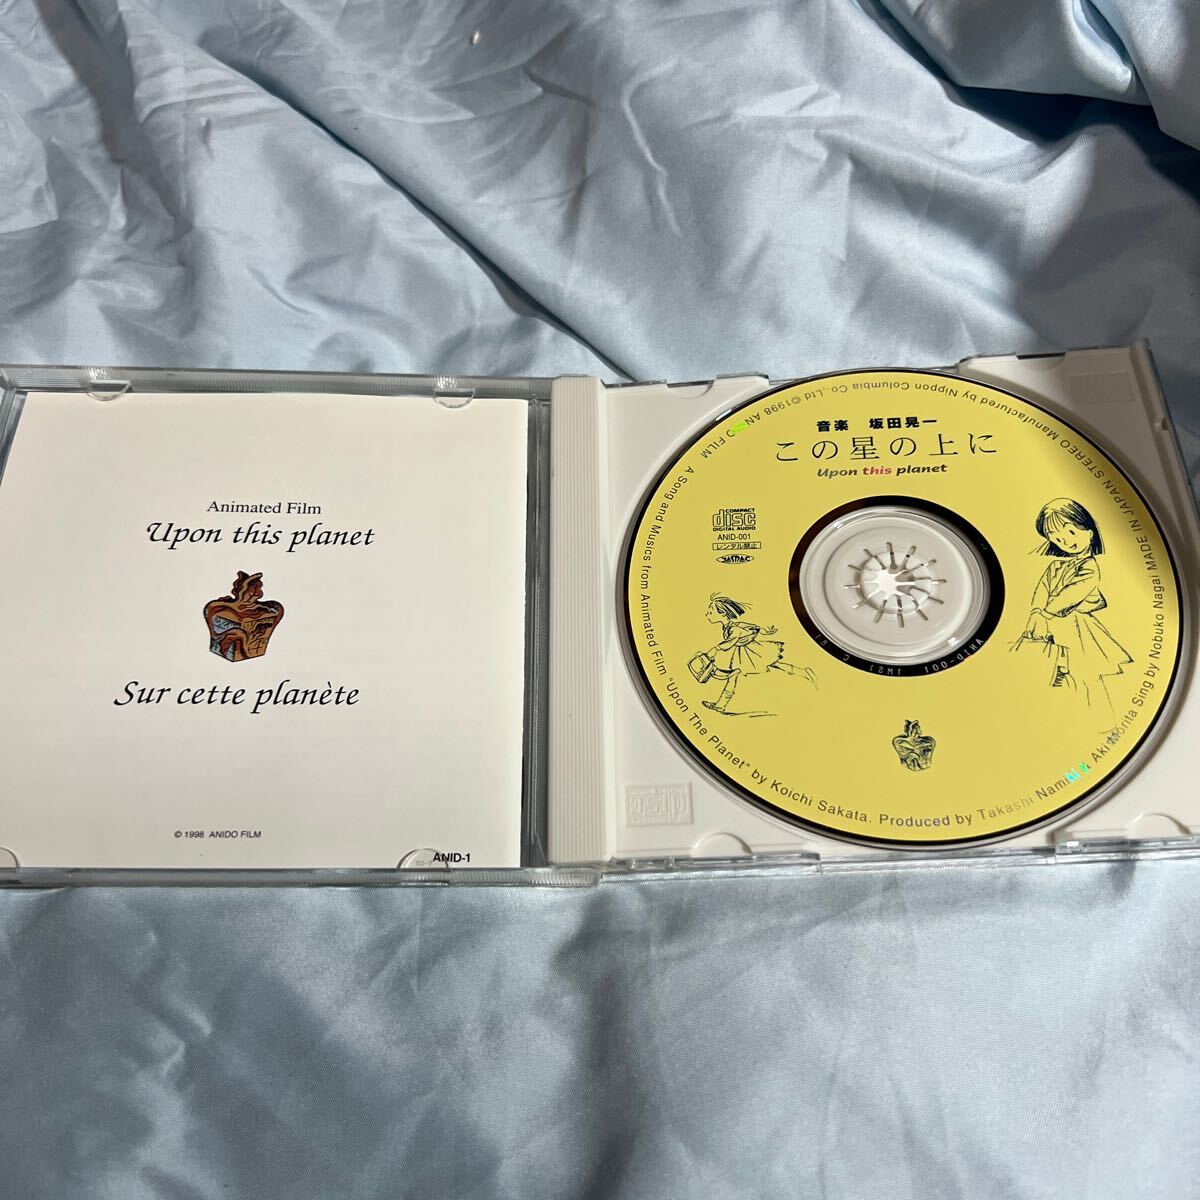 Animated Film
Upon this planet
Sur cette planète
© 1998 ANIDO FILM
ANID-1
音楽 坂田晃一
この星の上に
Upon this planet
COMPACT
disc
DIGITAL AUDIO
ANID-001
レンタル禁止
JASRAC
ANID-001 1MS1
A Song and Musics from Animated Film "Upon The Planet" by Koichi Sakata. Produced by Takashi Namiki & Aki Morita Sing by Nobuko Nagai MADE IN JAPAN STEREO Manufactured by Nippon Columbia Co., Ltd ©1998 ANIDO FILM